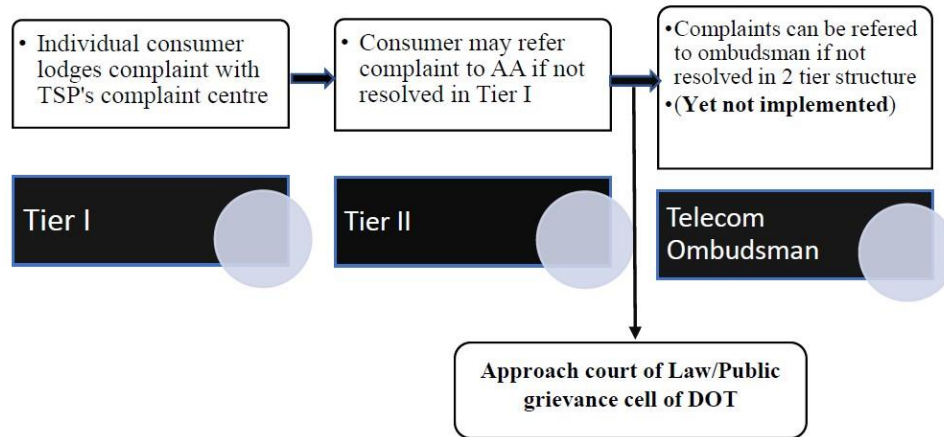 • Individual consumer
lodges complaint with
TSP's complaint centre
• Consumer may refer
complaint to AA if not
resolved in Tier I
•Complaints can be refered
to ombudsman if not
resolved in 2 tier structure
•(Yet not implemented)
Tier I
Tier II
Telecom
Ombudsman
Approach court of Law/Public
grievance cell of DOT